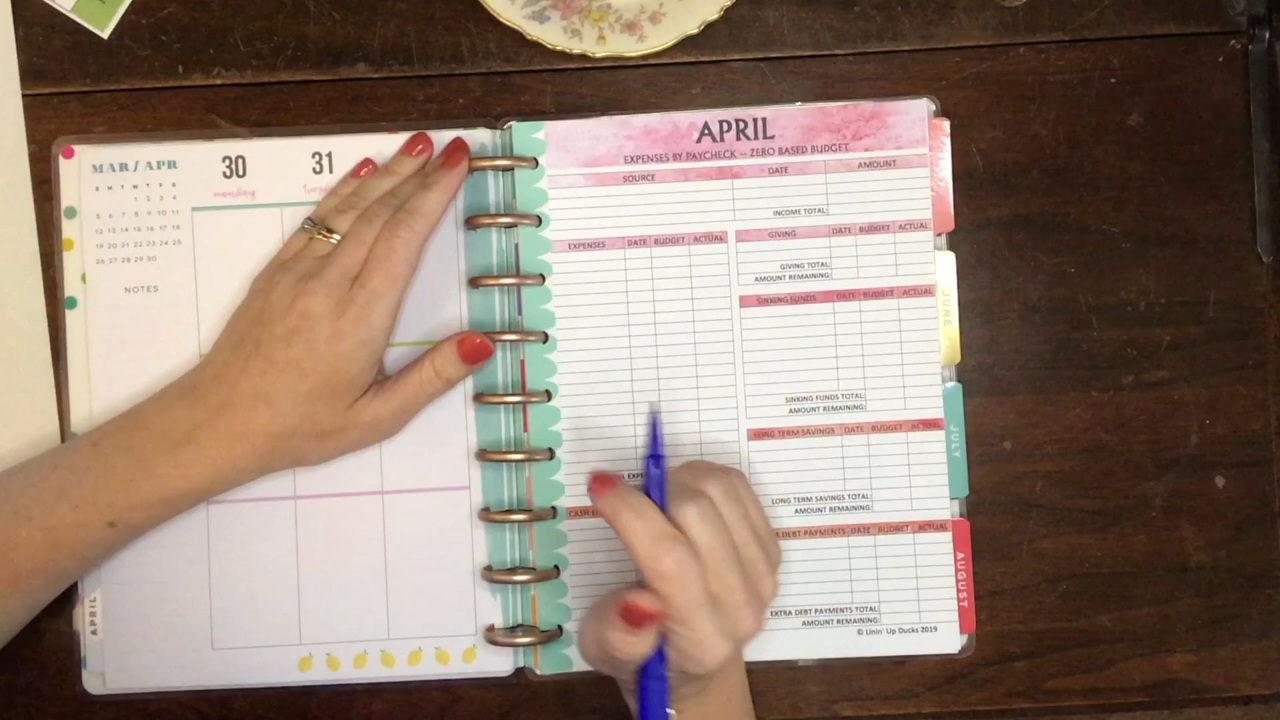 MAR/APR
S M T W T F S
1 2 3 4
5 6 7 8 9 10 11
12 13 14 15 16 17 18
19 20 21 22 23 24 25
26 27 28 29 30
NOTES
30
monday
31
APRIL
APRIL
EXPENSES BY PAYCHECK – ZERO BASED BUDGET
SOURCE DATE AMOUNT
INCOME TOTAL:
EXPENSES DATE BUDGET ACTUAL
GIVING DATE BUDGET ACTUAL
GIVING TOTAL:
AMOUNT REMAINING:
SINKING FUNDS DATE BUDGET ACTUAL
SINKING FUNDS TOTAL:
AMOUNT REMAINING:
LONG TERM SAVINGS DATE BUDGET ACTUAL
LONG TERM SAVINGS TOTAL:
AMOUNT REMAINING:
CASH
DEBT PAYMENTS DATE BUDGET ACTUAL
EXTRA DEBT PAYMENTS TOTAL:
AMOUNT REMAINING:
© Linin' Up Ducks 2019
JUNE
JULY
AUGUST